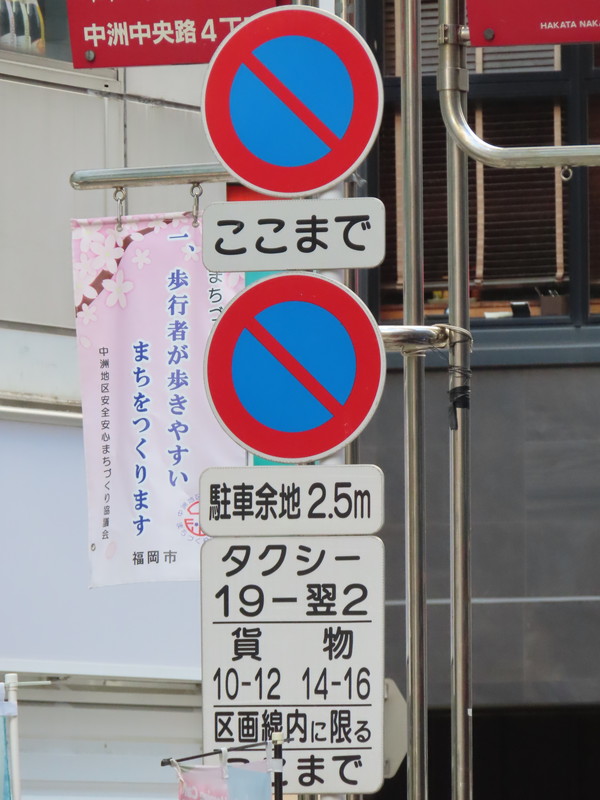 中洲中央路4丁
HAKATA NAKA
ここまで
一、歩行者が歩きやすい
まちをつくります
中洲地区安全安心まちづくり協議会
福岡市
まちづ
駐車余地2.5m
タクシー
19-翌2
貨 物
10-12 14-16
区画線内に限る
ここまで